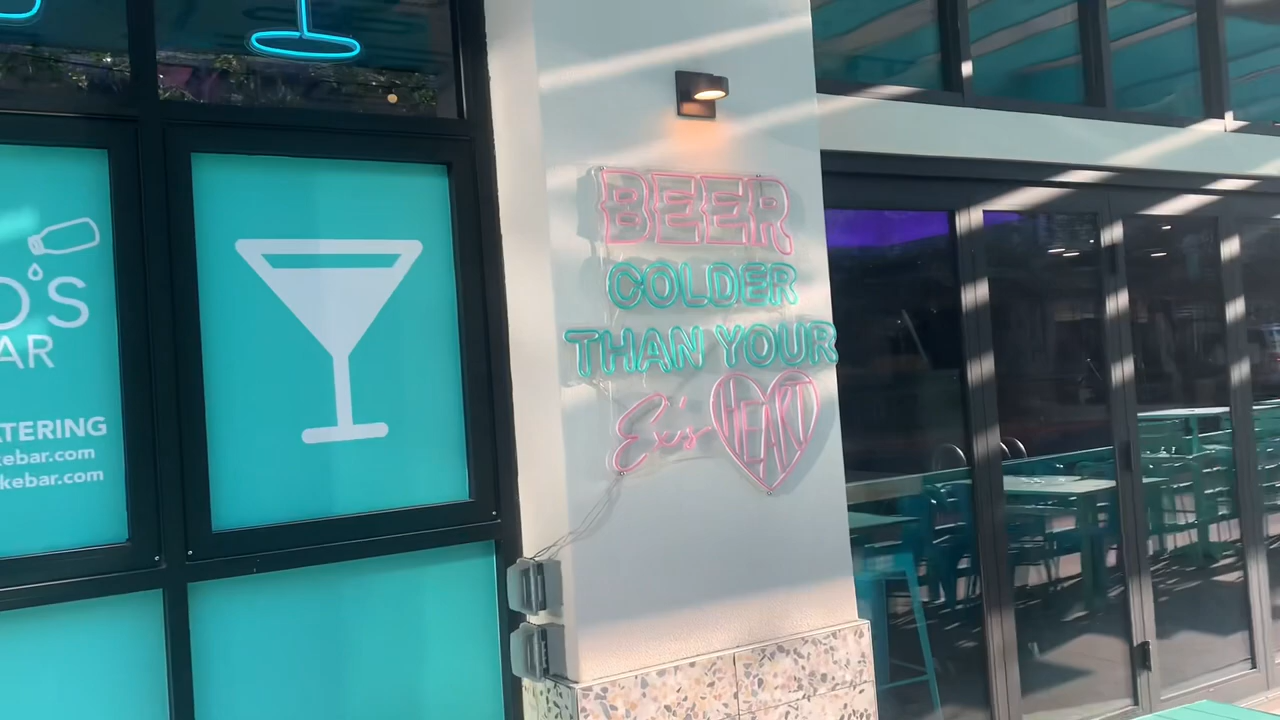 BEER
COLDER
THAN YOUR
Ex's HEART
O'S
AR
ATERING
kebar.com
kebar.com